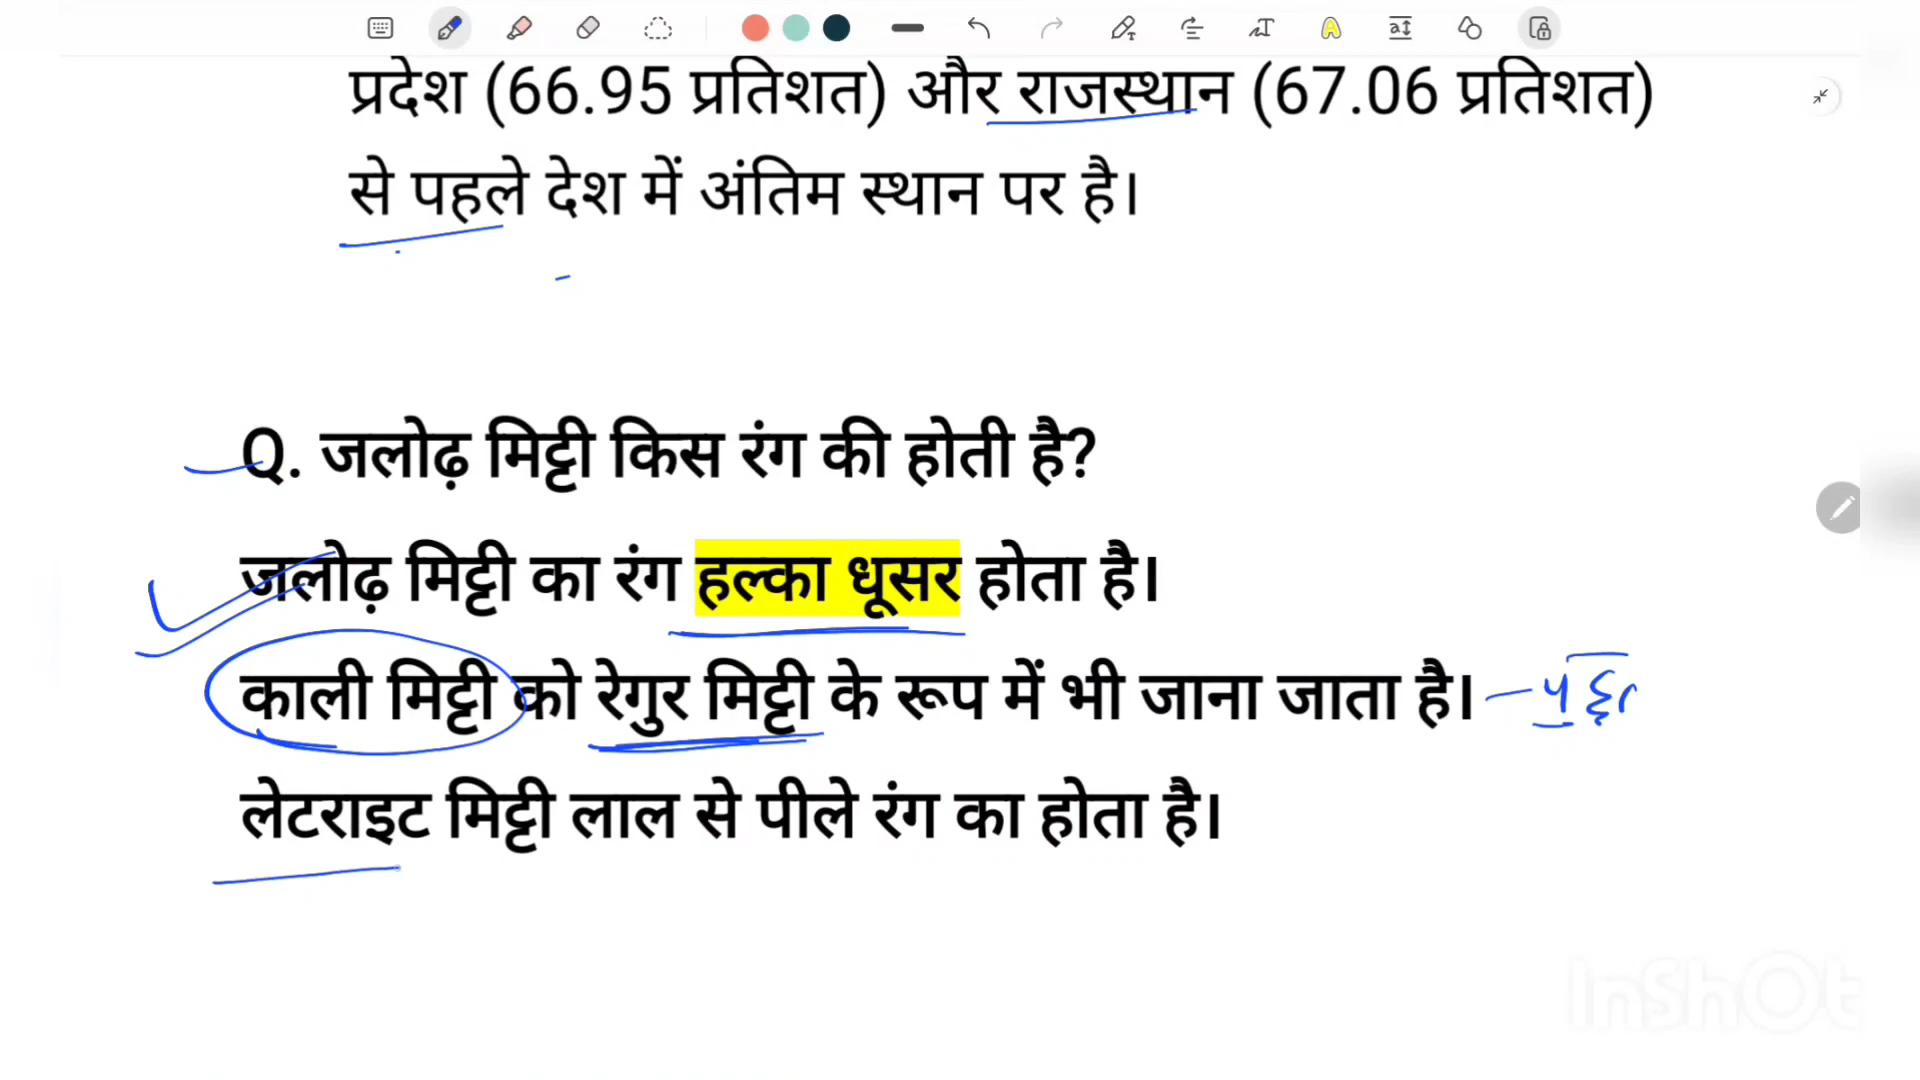 प्रदेश (66.95 प्रतिशत) और राजस्थान (67.06 प्रतिशत)
से पहले देश में अंतिम स्थान पर है।
Q. जलोढ़ मिट्टी किस रंग की होती है?
जलोढ़ मिट्टी का रंग हल्का धूसर होता है।
काली मिट्टी को रेगुर मिट्टी के रूप में भी जाना जाता है।
लेटराइट मिट्टी लाल से पीले रंग का होता है।
InShOt